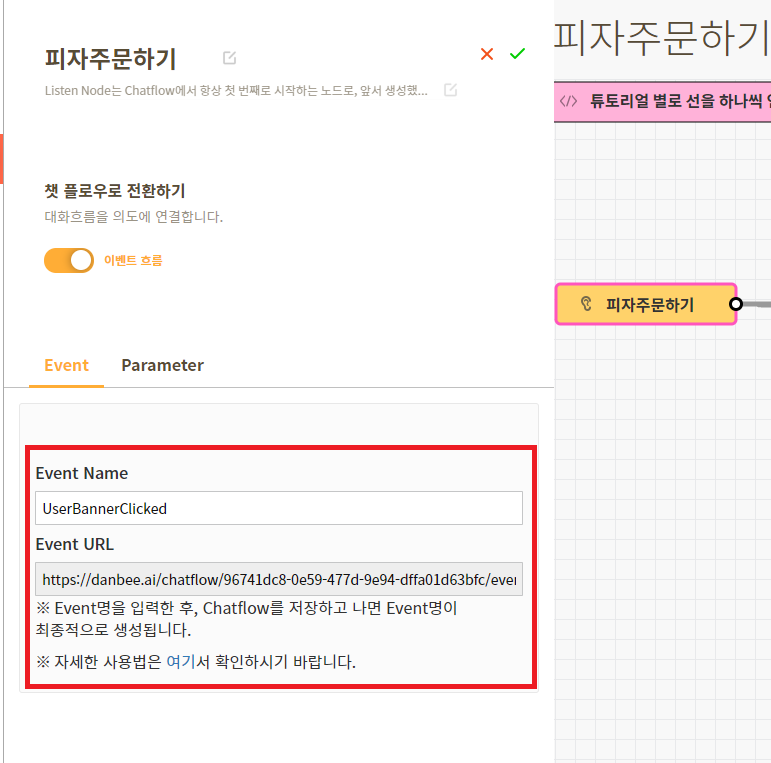 피자주문하기
Listen Node는 Chatflow에서 항상 첫 번째로 시작하는 노드로, 앞서 생성했...
챗 플로우로 전환하기
대화흐름을 의도에 연결합니다.
이벤트 흐름
Event Parameter
Event Name
UserBannerClicked
Event URL
https://danbee.ai/chatflow/96741dc8-0e59-477d-9e94-dffa01d63bfc/even
※ Event명을 입력한 후, Chatflow를 저장하고 나면 Event명이
최종적으로 생성됩니다.
※ 자세한 사용법은 여기서 확인하시기 바랍니다.
피자주문하기
</> 튜토리얼 별로 선을 하나씩
피자주문하기